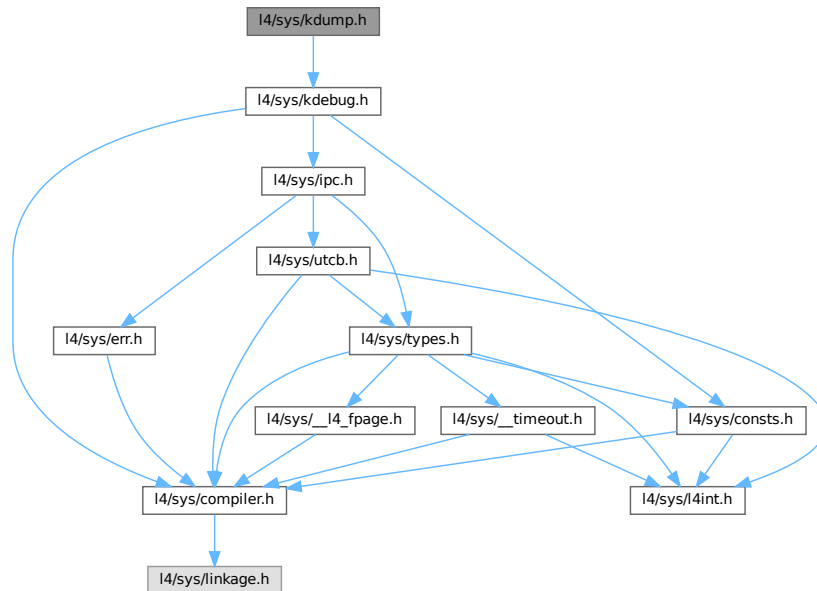 l4/sys/kdump.h
l4/sys/kdebug.h
l4/sys/ipc.h
l4/sys/utcb.h
l4/sys/err.h
l4/sys/types.h
l4/sys/__l4_fpage.h
l4/sys/__timeout.h
l4/sys/consts.h
l4/sys/compiler.h
l4/sys/l4int.h
l4/sys/linkage.h